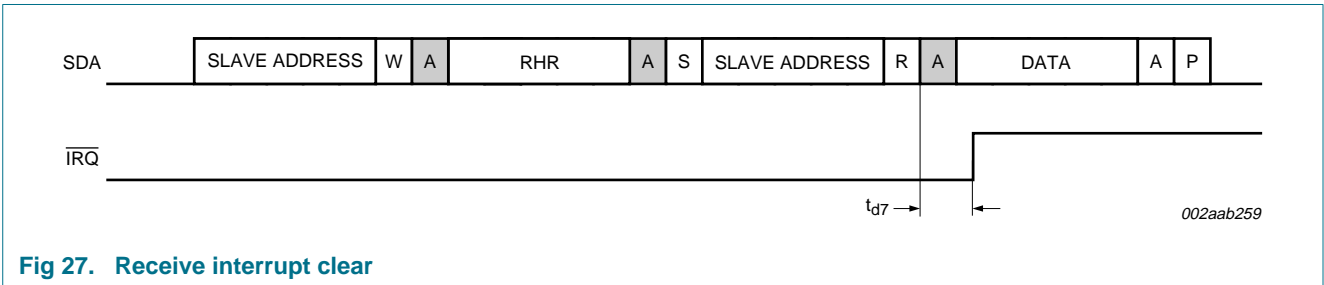 SDA SLAVE ADDRESS W A RHR A S SLAVE ADDRESS R A DATA A P
IRQ
td7
002aab259
Fig 27. Receive interrupt clear